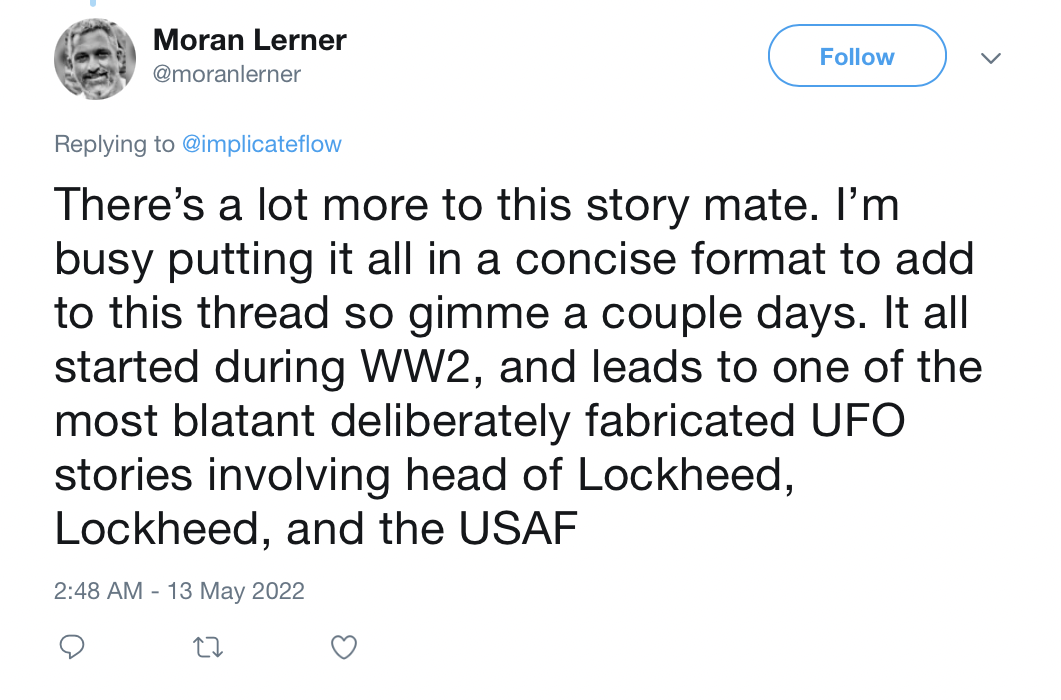 Moran Lerner
@moranlerner
Follow
Replying to @implicateflow
There’s a lot more to this story mate. I’m
busy putting it all in a concise format to add
to this thread so gimme a couple days. It all
started during WW2, and leads to one of the
most blatant deliberately fabricated UFO
stories involving head of Lockheed,
Lockheed, and the USAF
2:48 AM - 13 May 2022